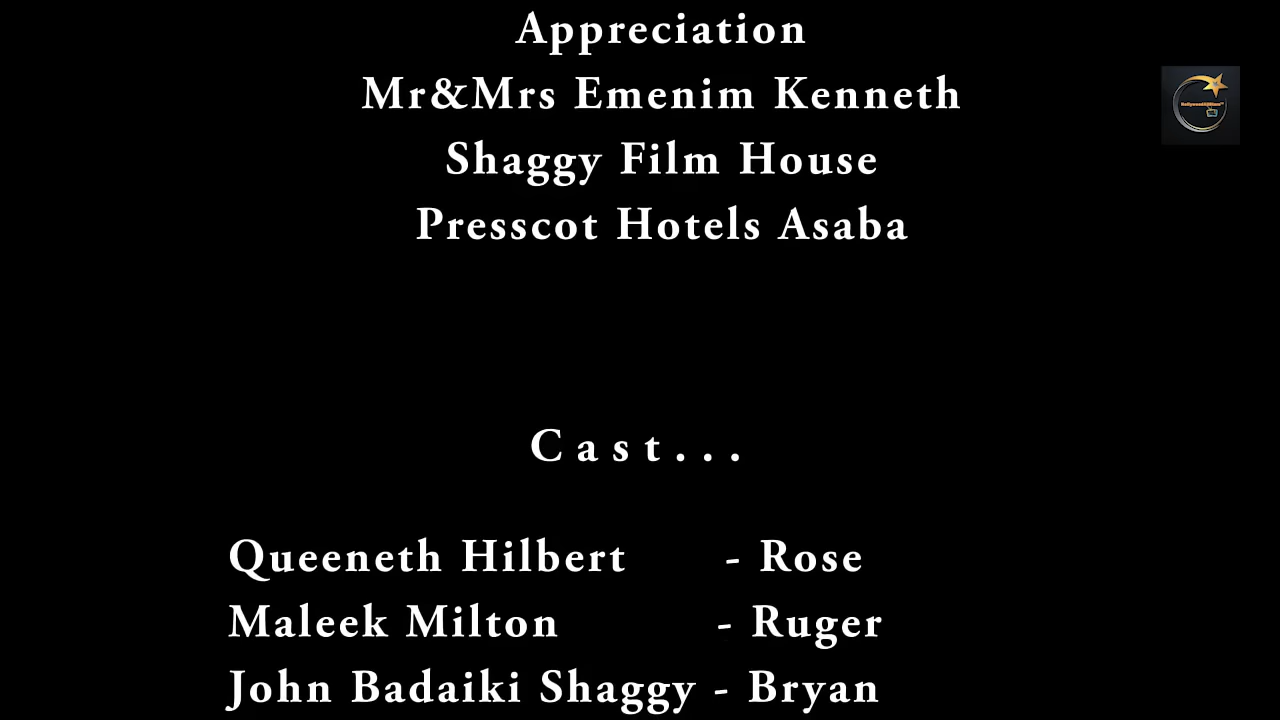 Appreciation
Mr&Mrs Emenim Kenneth
Shaggy Film House
Presscot Hotels Asaba
Cast...
Queeneth Hilbert - Rose
Maleek Milton - Ruger
John Badaiki Shaggy - Bryan